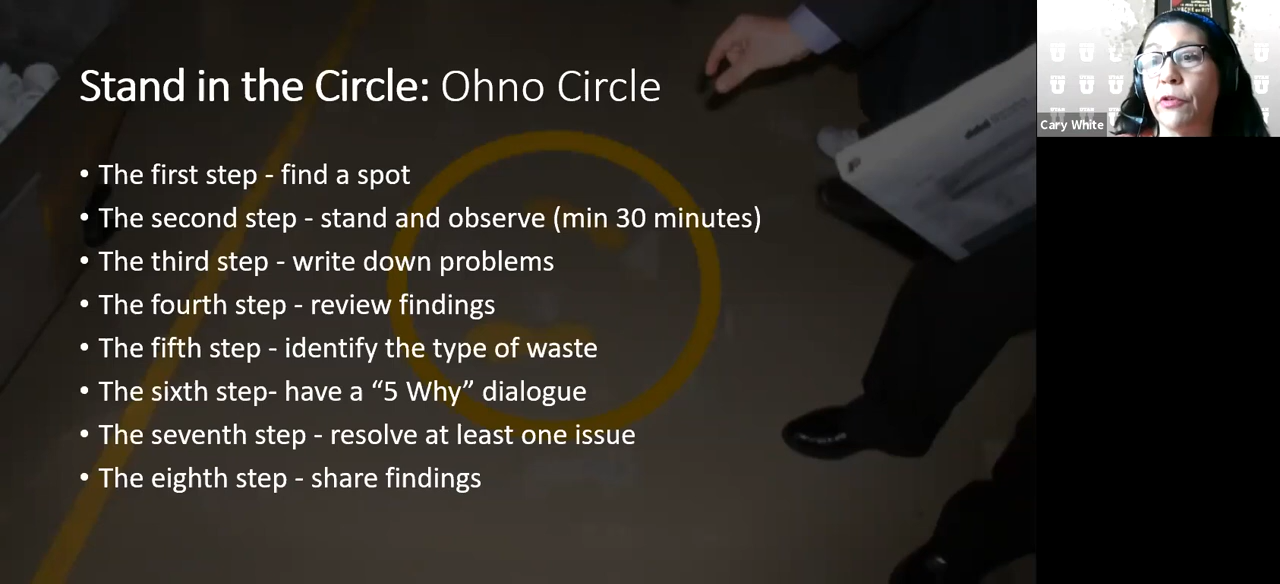 Stand in the Circle: Ohno Circle
• The first step - find a spot
• The second step - stand and observe (min 30 minutes)
• The third step - write down problems
• The fourth step - review findings
• The fifth step - identify the type of waste
• The sixth step- have a “5 Why” dialogue
• The seventh step - resolve at least one issue
• The eighth step - share findings
Cary White